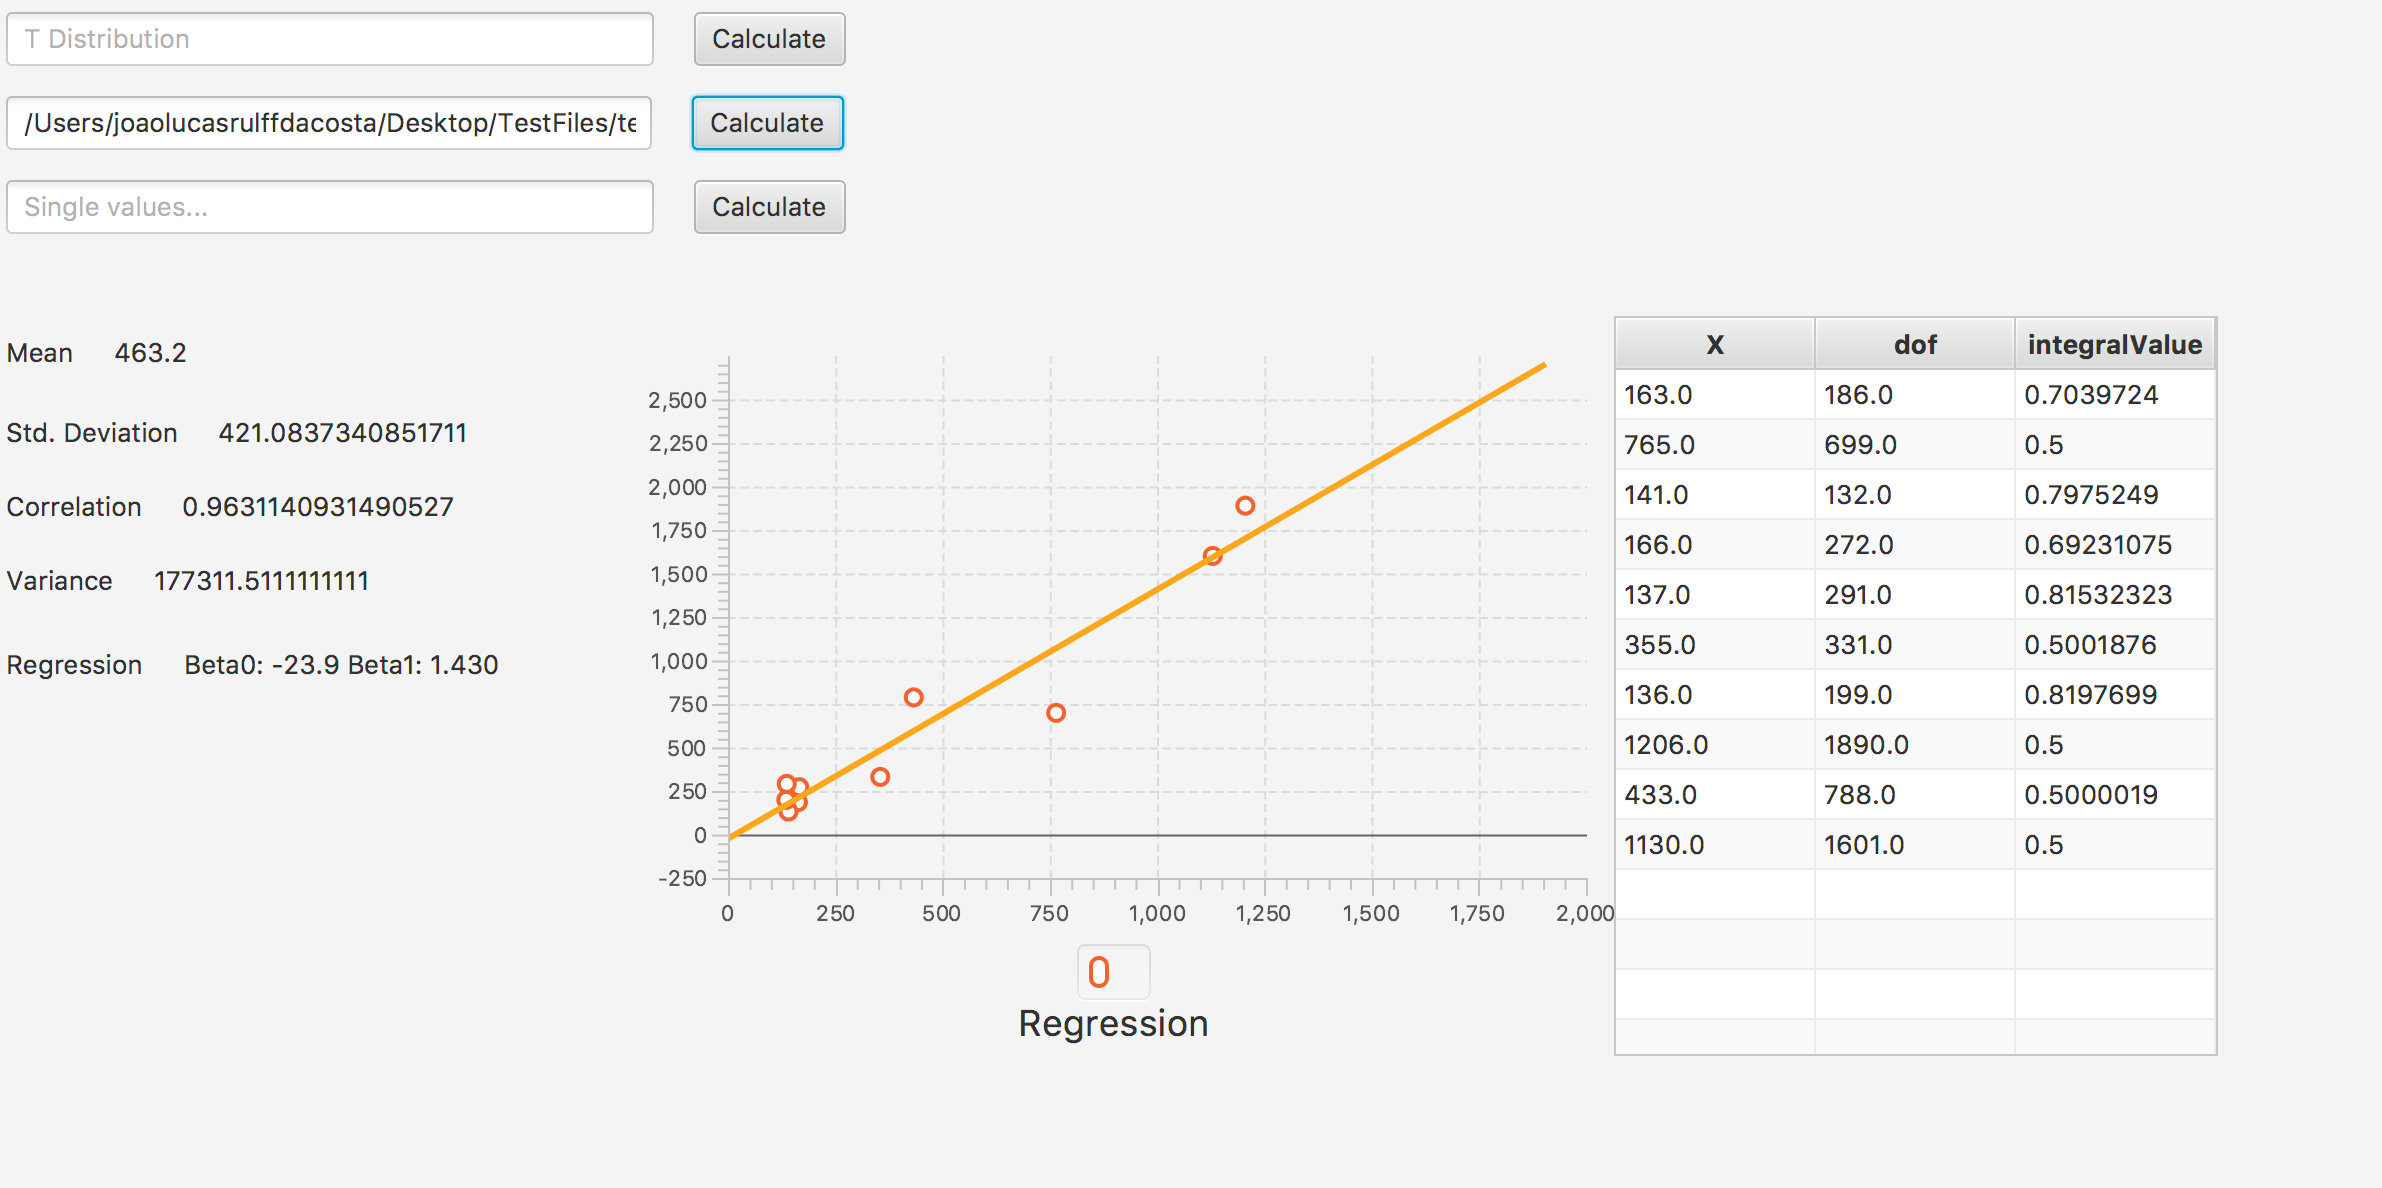 T Distribution Calculate
/Users/joaolucasrulffdacosta/Desktop/TestFiles/te Calculate
Single values... Calculate
Mean 463.2
Std. Deviation 421.0837340851711
Correlation 0.9631140931490527
Variance 177311.5111111111
Regression Beta0: -23.9 Beta1: 1.430
2,500
2,250
2,000
1,750
1,500
1,250
1,000
750
500
250
0
-250
0 250 500 750 1,000 1,250 1,500 1,750 2,000
Regression
X dof integralValue
163.0 186.0 0.7039724
765.0 699.0 0.5
141.0 132.0 0.7975249
166.0 272.0 0.69231075
137.0 291.0 0.81532323
355.0 331.0 0.5001876
136.0 199.0 0.8197699
1206.0 1890.0 0.5
433.0 788.0 0.5000019
1130.0 1601.0 0.5